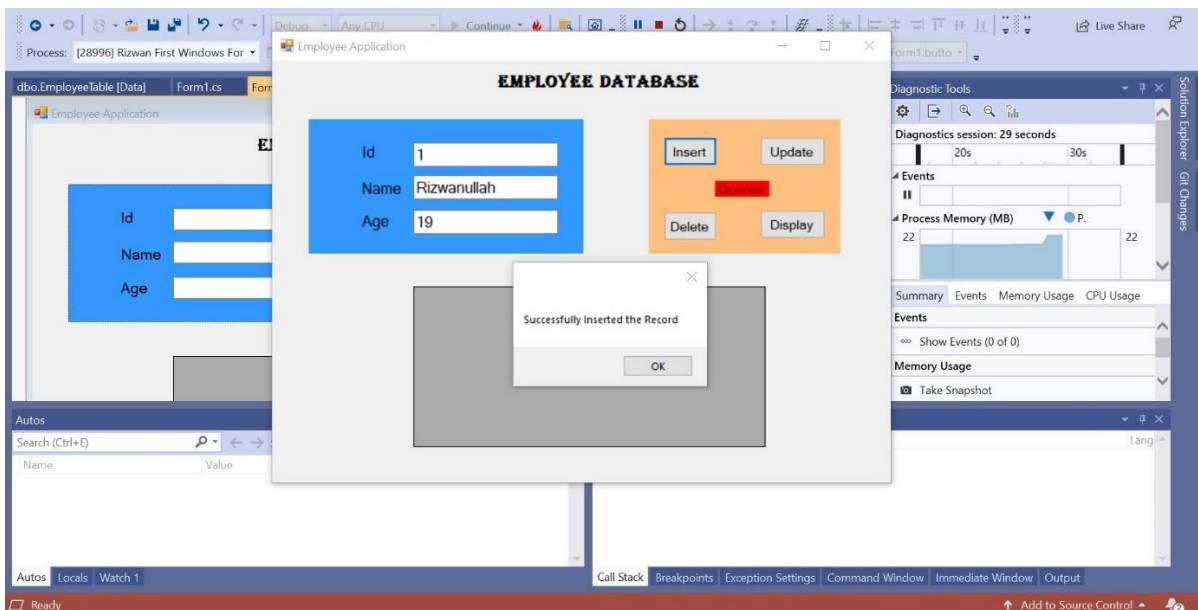 Debug Any CPU Continue Live Share
Process: [28996] Rizwan First Windows For
Employee Application
Form1.butto
dbo.EmployeeTable [Data] Form1.cs Forr
Employee Application
EMPLOYEE DATABASE
Id 1
Name Rizwanullah
Age 19
Insert Update
Queries
Delete Display
Id
Name
Age
Successfully Inserted the Record
OK
Diagnostic Tools
Diagnostics session: 29 seconds
20s 30s
Events
Process Memory (MB) P..
22 22
Summary Events Memory Usage CPU Usage
Events
Show Events (0 of 0)
Memory Usage
Take Snapshot
Solution Explorer
Git Changes
Autos
Search (Ctrl+E)
Name Value
Lang
Autos Locals Watch 1
Call Stack Breakpoints Exception Settings Command Window Immediate Window Output
Ready Add to Source Control